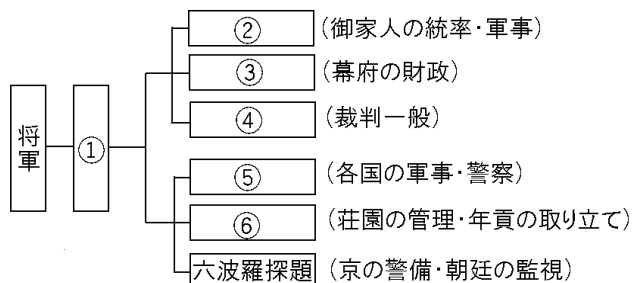 ② (御家人の統率・軍事)
③ (幕府の財政)
④ (裁判一般)
将軍
①
⑤ (各国の軍事・警察)
⑥ (荘園の管理・年貢の取り立て)
六波羅探題 (京の警備・朝廷の監視)